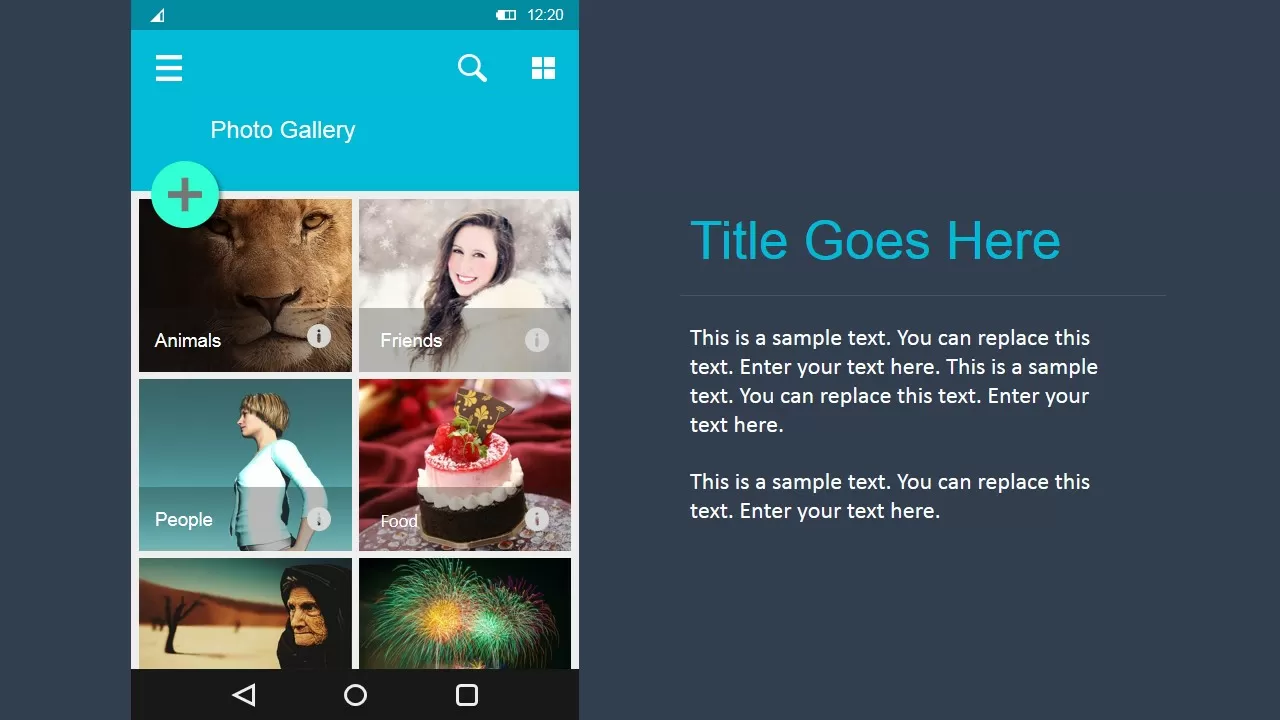 12:20
Photo Gallery
Animals
Friends
People
Food
Title Goes Here
This is a sample text. You can replace this
text. Enter your text here. This is a sample
text. You can replace this text. Enter your
text here.
This is a sample text. You can replace this
text. Enter your text here.